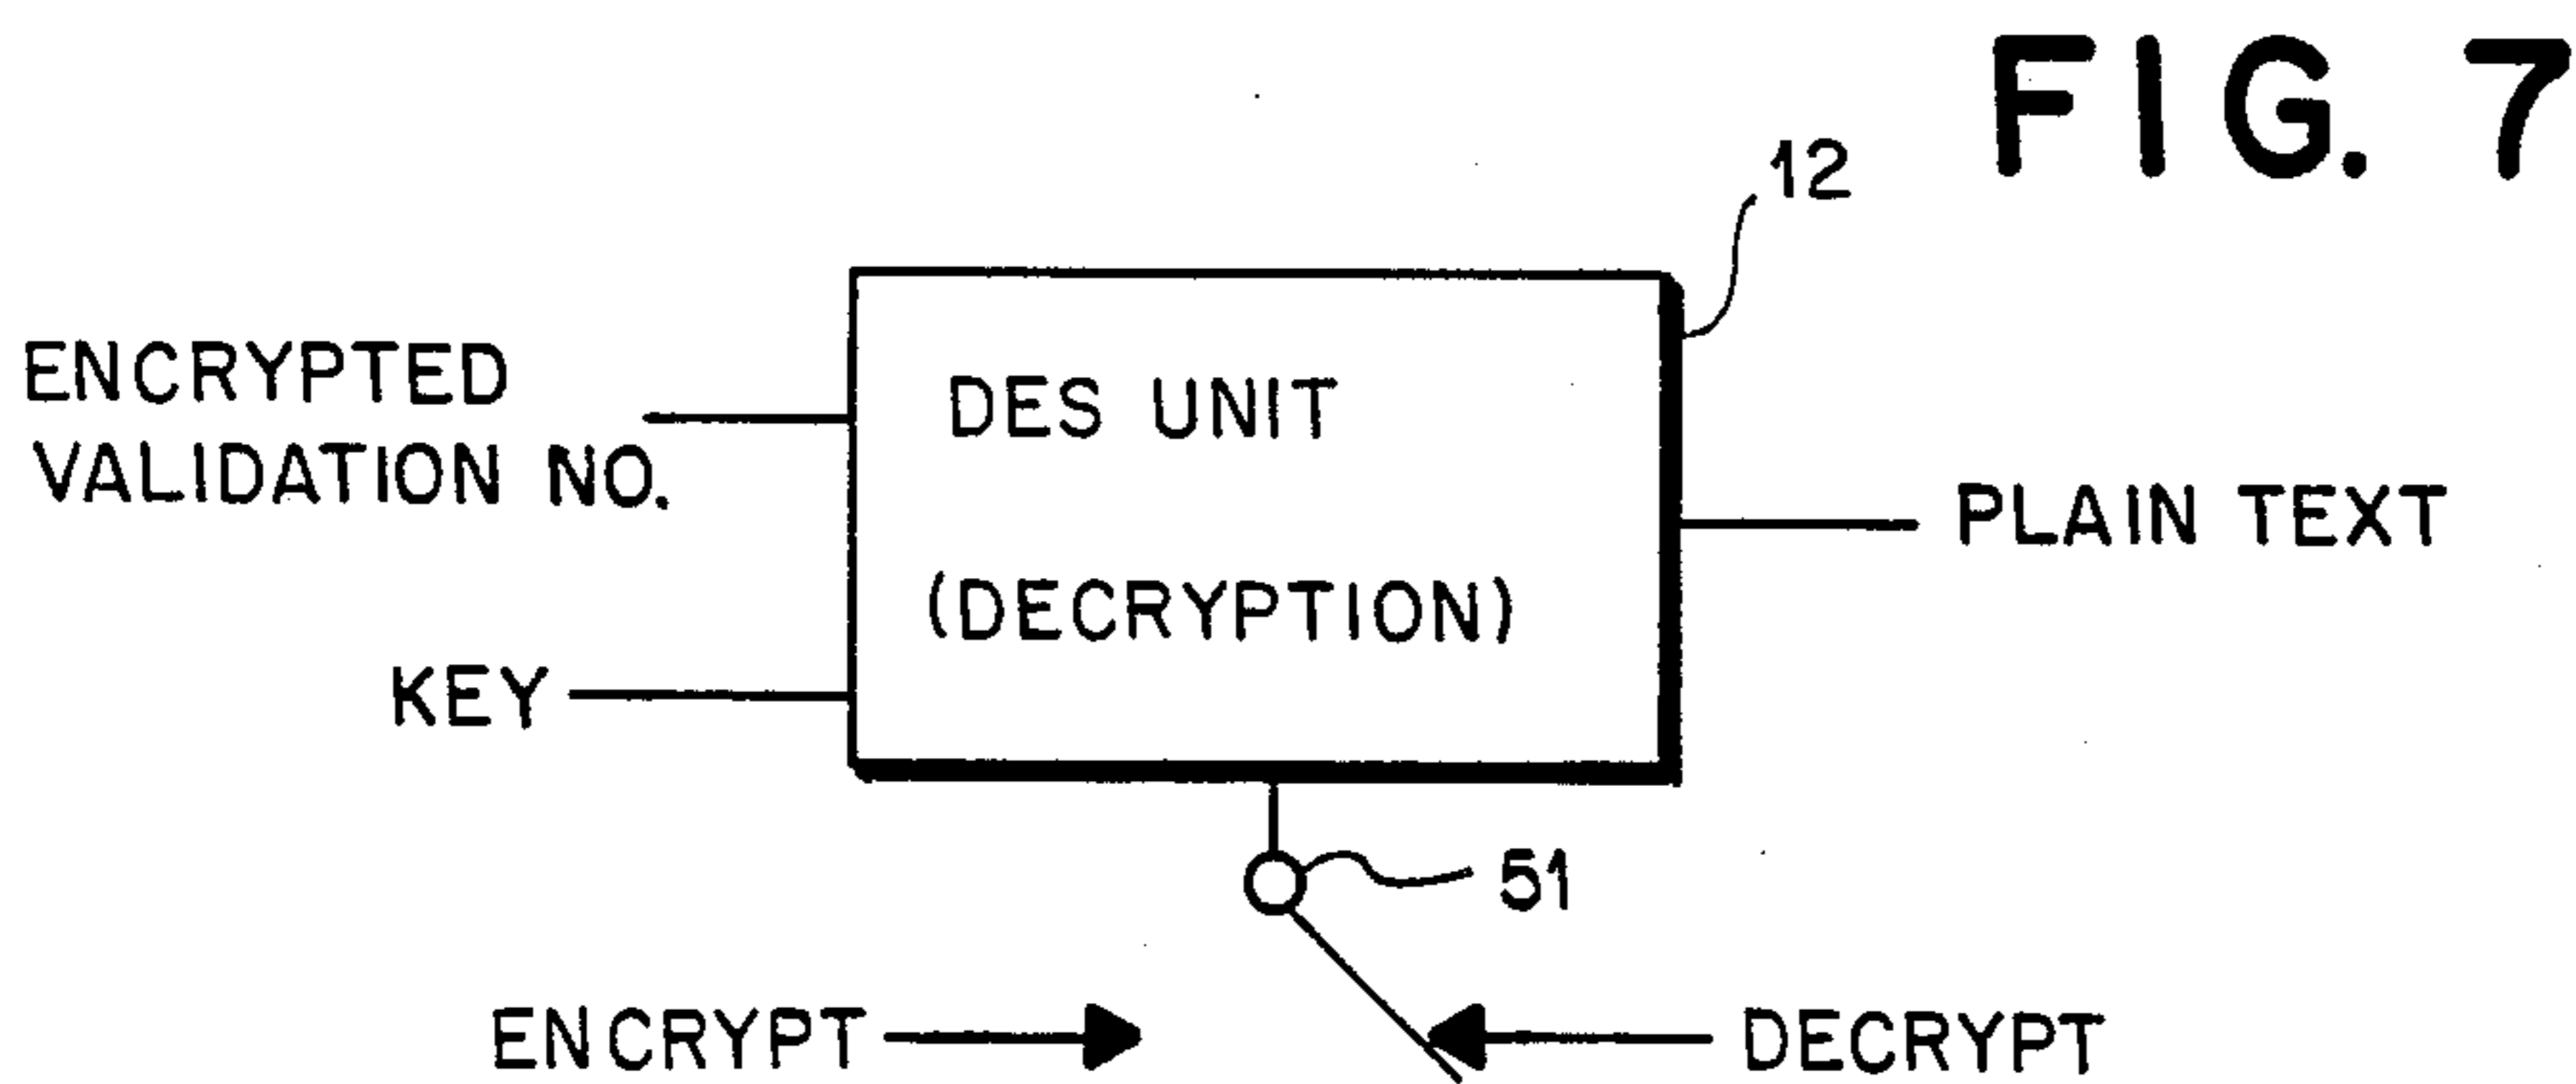 FIG. 7
12
ENCRYPTED
VALIDATION NO.
DES UNIT
(DECRYPTION)
KEY
PLAIN TEXT
51
ENCRYPT
DECRYPT